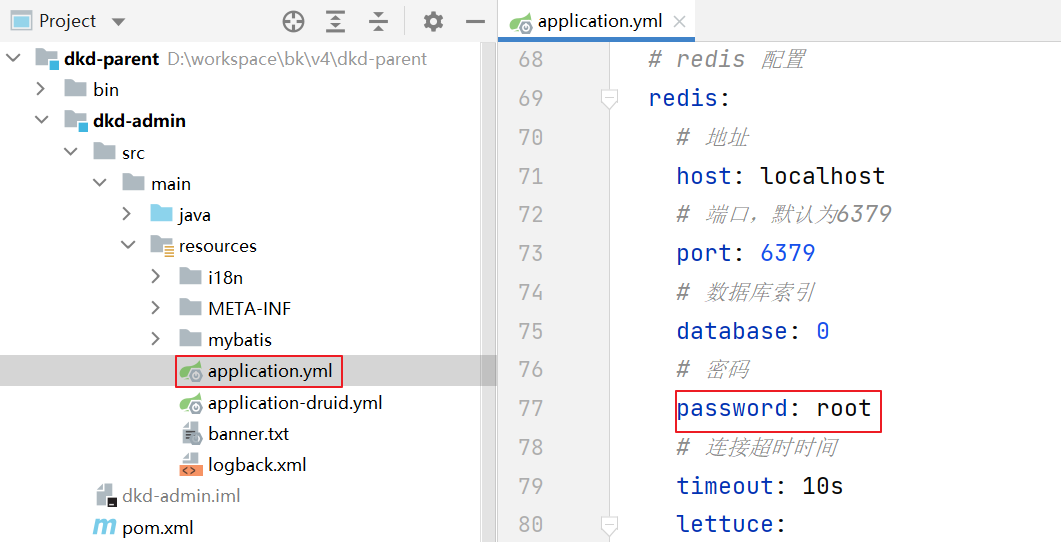 Project
dkd-parent D:\workspace\bk\v4\dkd-parent
bin
dkd-admin
src
main
java
resources
i18n
META-INF
mybatis
application.yml
application-druid.yml
banner.txt
logback.xml
dkd-admin.iml
pom.xml
application.yml
68 # redis 配置
69 redis:
70 # 地址
71 host: localhost
72 # 端口，默认为6379
73 port: 6379
74 # 数据库索引
75 database: 0
76 # 密码
77 password: root
78 # 连接超时时间
79 timeout: 10s
80 lettuce: